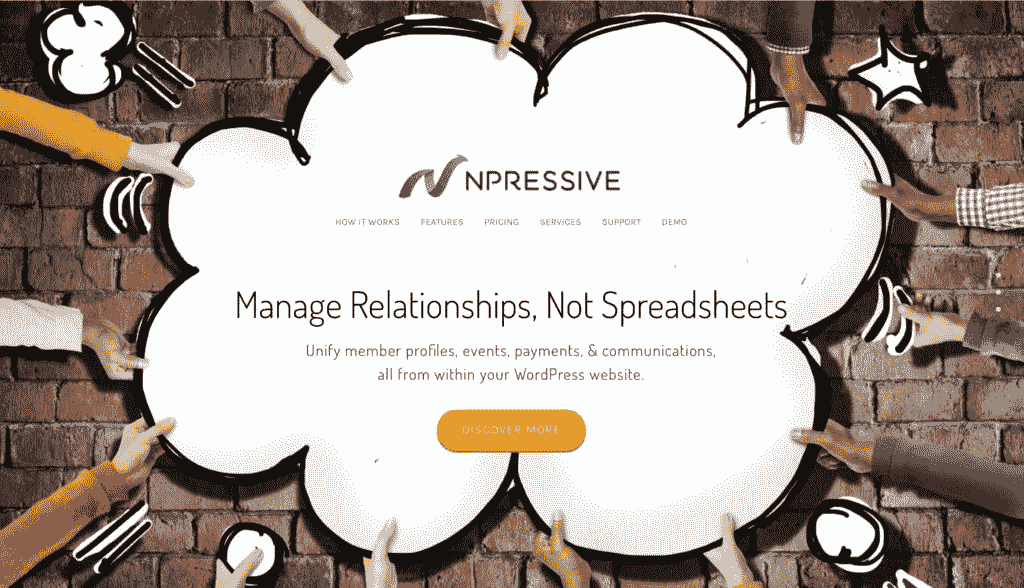 NPRESSIVE
HOW IT WORKS FEATURES PRICING SERVICES SUPPORT DEMO
Manage Relationships, Not Spreadsheets
Unify member profiles, events, payments, & communications,
all from within your WordPress website.
DISCOVER MORE